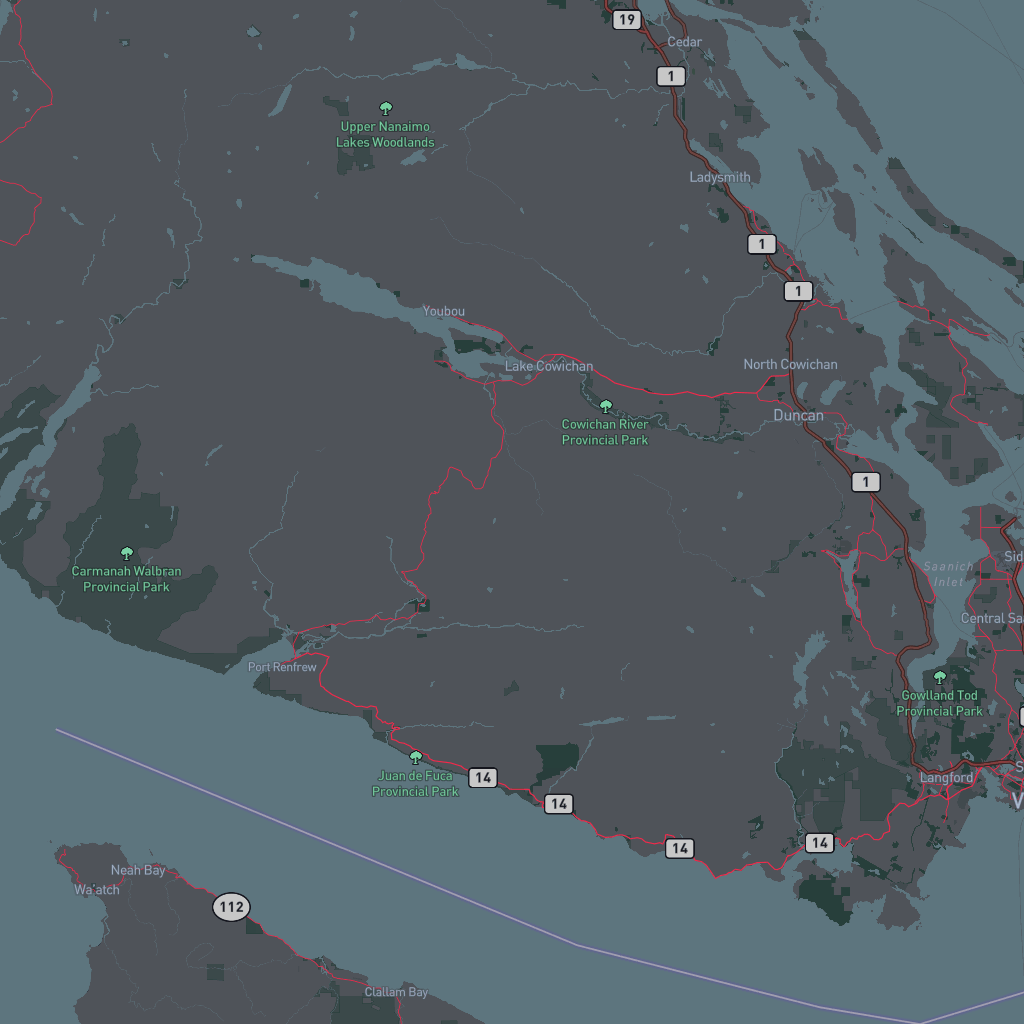 19
Cedar
1
Upper Nanaimo
Lakes Woodlands
Ladysmith
1
1
Youbou
Lake Cowichan
North Cowichan
Cowichan River
Provincial Park
Duncan
1
Carmanah Walbran
Provincial Park
Saanich
Inlet
Sid
Central Saa
Port Renfrew
Gowlland Tod
Provincial Park
Juan de Fuca
Provincial Park
14
Langford
S
V
14
14
14
Neah Bay
Wa'atch
112
Clallam Bay